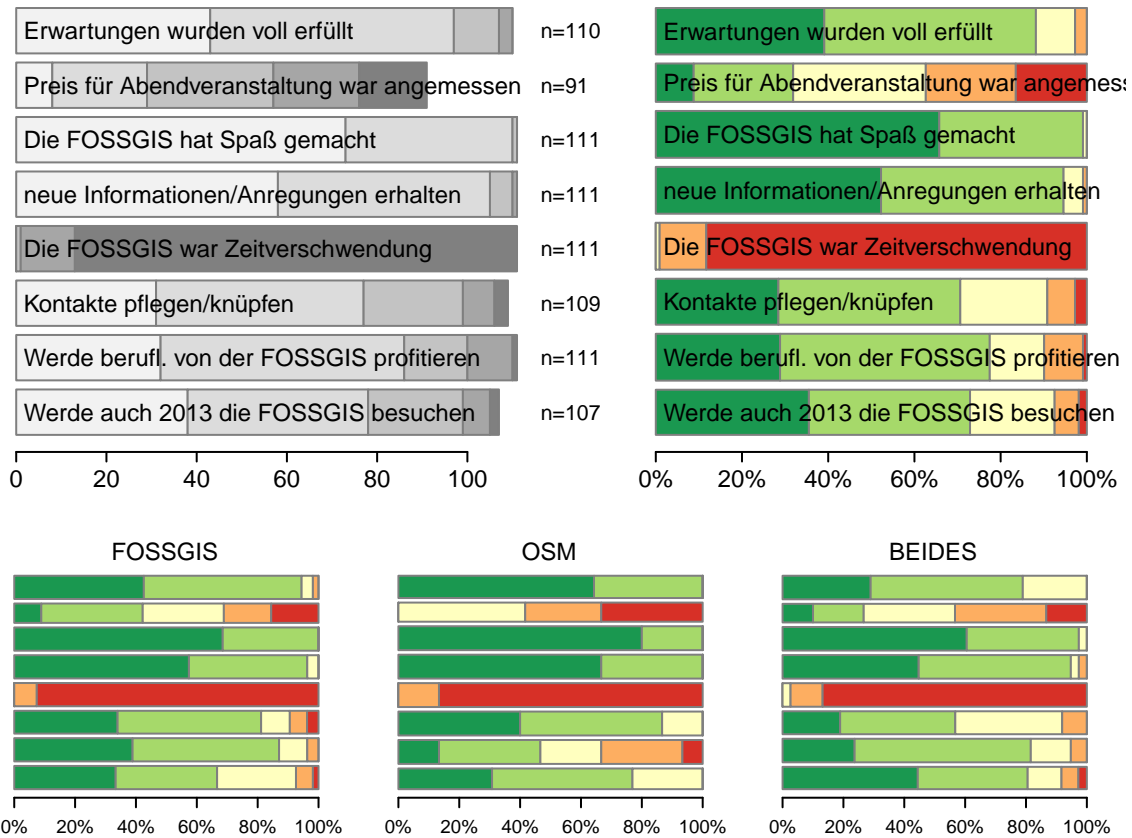 Erwartungen wurden voll erfüllt
n=110
Preis für Abendveranstaltung war angemessen
n=91
Die FOSSGIS hat Spaß gemacht
n=111
neue Informationen/Anregungen erhalten
n=111
Die FOSSGIS war Zeitverschwendung
n=111
Kontakte pflegen/knüpfen
n=109
Werde berufl. von der FOSSGIS profitieren
n=111
Werde auch 2013 die FOSSGIS besuchen
n=107
0 20 40 60 80 100
Erwartungen wurden voll erfüllt
Preis für Abendveranstaltung war angemess
Die FOSSGIS hat Spaß gemacht
neue Informationen/Anregungen erhalten
Die FOSSGIS war Zeitverschwendung
Kontakte pflegen/knüpfen
Werde berufl. von der FOSSGIS profitieren
Werde auch 2013 die FOSSGIS besuchen
0% 20% 40% 60% 80% 100%
FOSSGIS
0% 20% 40% 60% 80% 100%
OSM
0% 20% 40% 60% 80% 100%
BEIDES
0% 20% 40% 60% 80% 100%